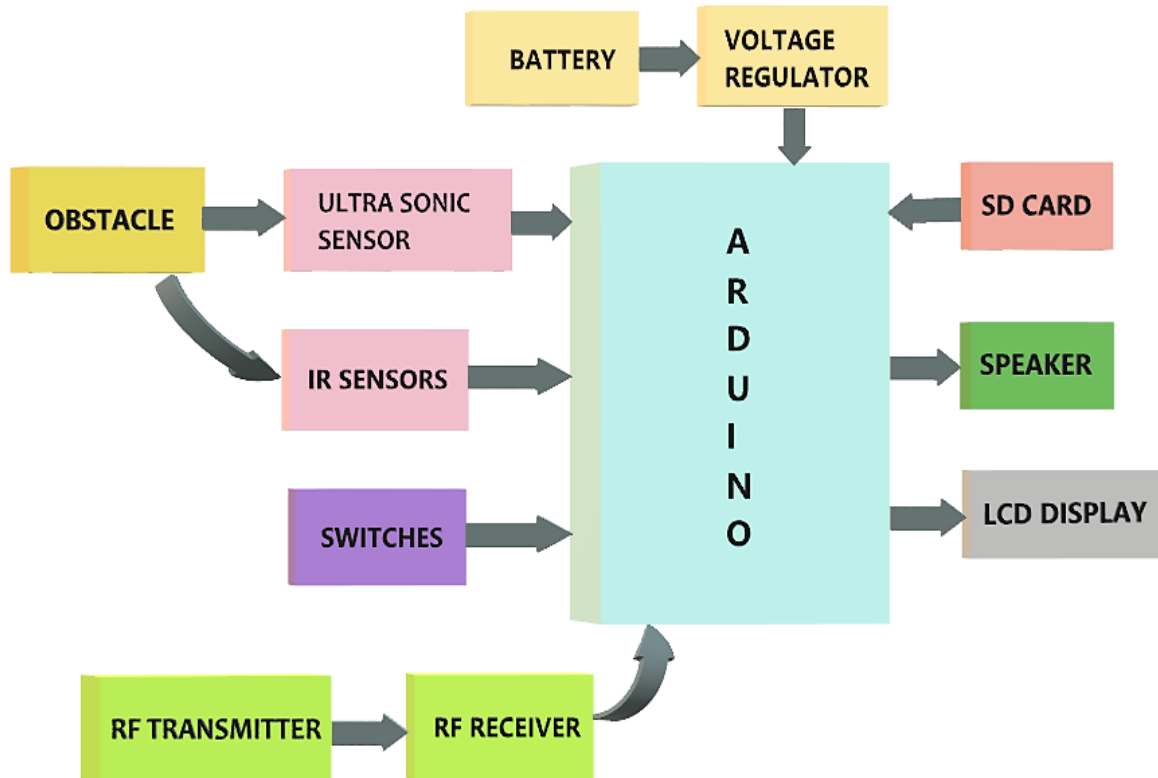 BATTERY
VOLTAGE
REGULATOR
OBSTACLE
ULTRA SONIC
SENSOR
SD CARD
IR SENSORS
SPEAKER
SWITCHES
LCD DISPLAY
A
R
D
U
I
N
O
RF TRANSMITTER
RF RECEIVER